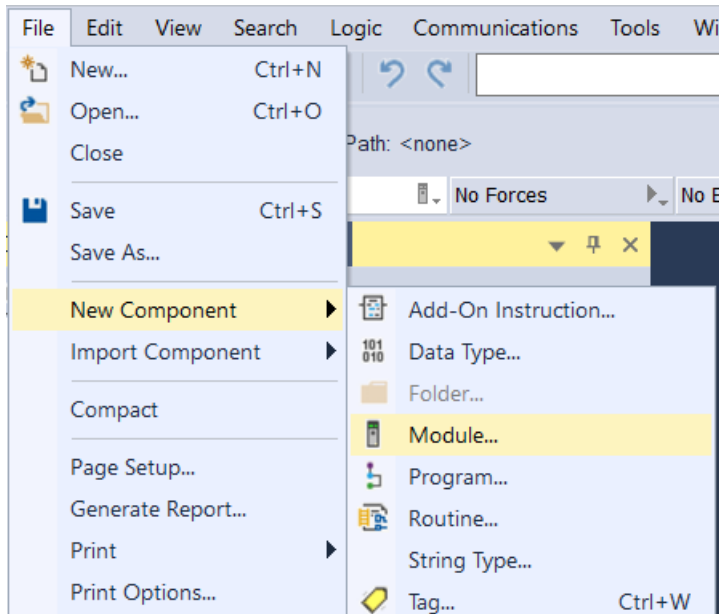 File Edit View Search Logic Communications Tools
New... Ctrl+N
Open... Ctrl+O
Close
Path: <none>
Save Ctrl+S
No Forces
Save As...
New Component
Add-On Instruction...
Import Component
101
010
Data Type...
Folder...
Compact
Module...
Page Setup...
Program...
Generate Report...
Routine...
Print
String Type...
Print Options...
Tag... Ctrl+W